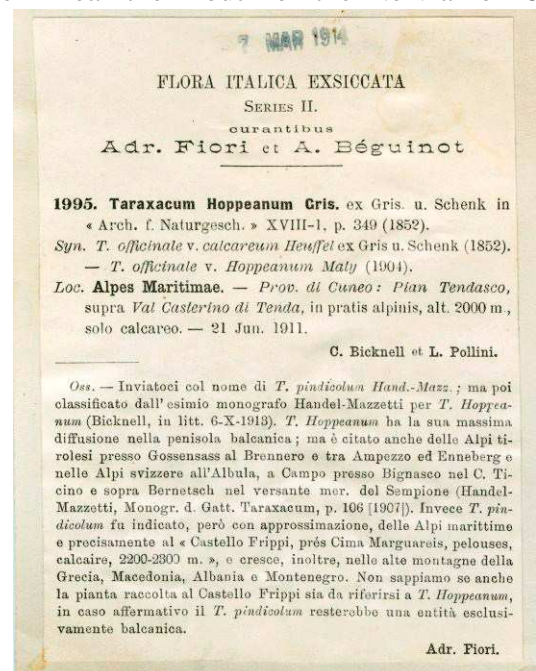 7 MAR 1914
FLORA ITALICA EXSICCATA
SERIES II.
curantibus
Adr. Fiori et A. Béguinot
1995. Taraxacum Hoppeanum Gris. ex Gris. u. Schenk in
« Arch. f. Naturgesch. » XVIII-1, p. 349 (1852).
Syn. T. officinale v. calcareum Heuffel ex Gris u. Schenk (1852).
— T. officinale v. Hoppeanum Maly (1904).
Loc. Alpes Maritimae. — Prov. di Cuneo: Pian Tendasco,
supra Val Casterino di Tenda, in pratis alpinis, alt. 2000 m.,
solo calcareo. — 21 Jun. 1911.
C. Bicknell et L. Pollini.
Oss. — Inviatoci col nome di T. pindicolum Hand.-Mazz.; ma poi
classificato dall' esimio monografo Handel-Mazzetti per T. Hoppea-
num (Bicknell, in litt. 6-X-1913). T. Hoppeanum ha la sua massima
diffusione nella penisola balcanica; ma è citato anche delle Alpi ti-
rolesi presso Gossensass al Brennero e tra Ampezzo ed Enneberg e
nelle Alpi svizzere all'Albula, a Campo presso Bignasco nel C. Ti-
cino e sopra Bernetsch nel versante mer. del Sempione (Handel-
Mazzetti, Monogr. d. Gatt. Taraxacum, p. 106 [1907]). Invece T. pin-
dicolum fu indicato, però con approssimazione, delle Alpi marittime
e precisamente al « Castello Frippi, prés Cima Marguareis, pelouses,
calcaire, 2200-2300 m. », e cresce, inoltre, nelle alte montagne della
Grecia, Macedonia, Albania e Montenegro. Non sappiamo se anche
la pianta raccolta al Castello Frippi sia da riferirsi a T. Hoppeanum,
in caso affermativo il T. pindicolum resterebbe una entità esclusi-
vamente balcanica.
Adr. Fiori.